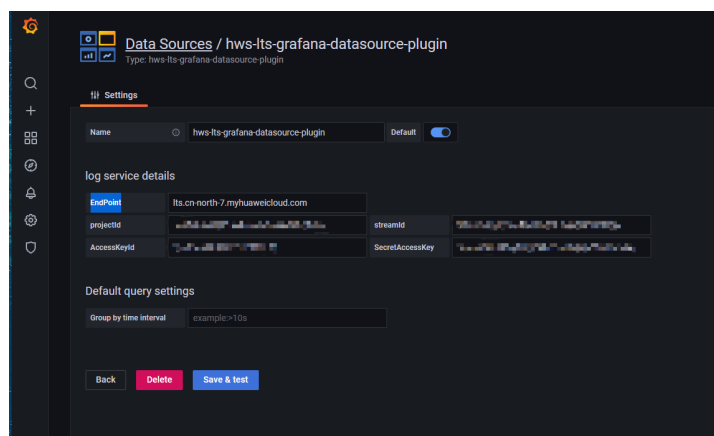 Data Sources / hws-lts-grafana-datasource-plugin
Type: hws-lts-grafana-datasource-plugin
Settings
Name hws-lts-grafana-datasource-plugin Default
log service details
EndPoint lts.cn-north-7.myhuaweicloud.com
projectId streamId
AccessKeyId SecretAccessKey
Default query settings
Group by time interval example:>10s
Back Delete Save & test